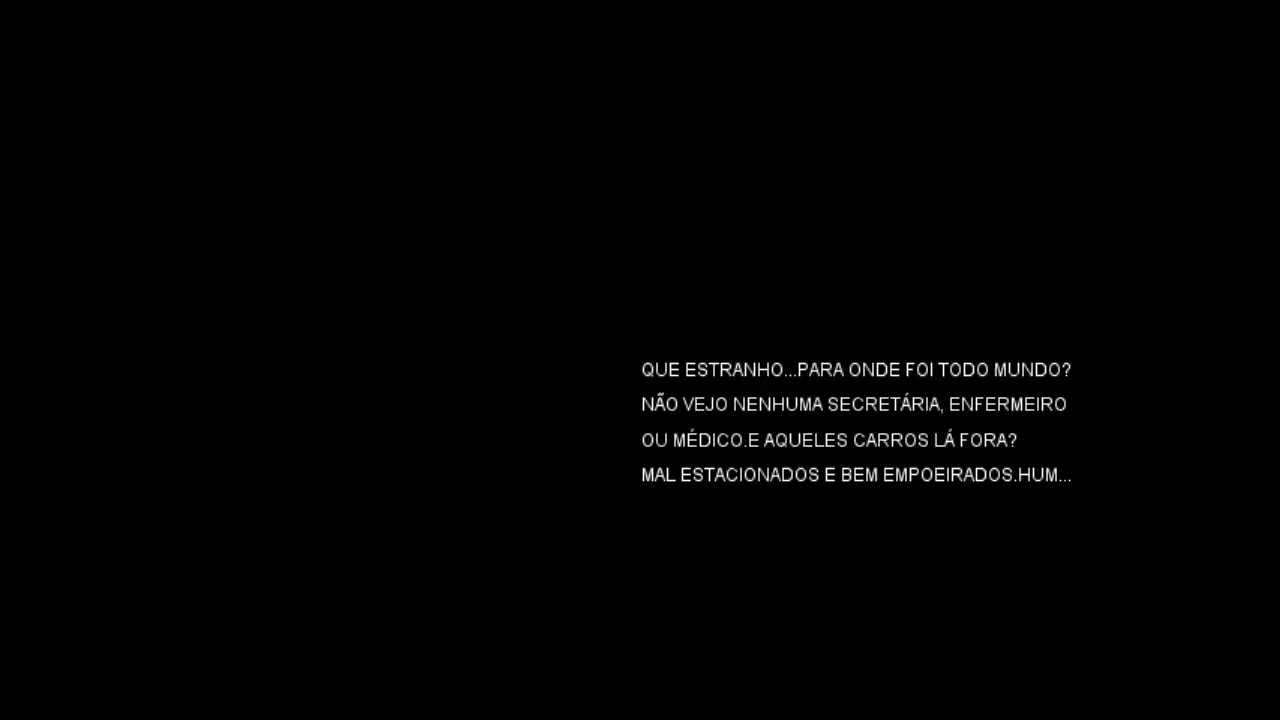 QUE ESTRANHO...PARA ONDE FOI TODO MUNDO?
NÃO VEJO NENHUMA SECRETÁRIA, ENFERMEIRO
OU MÉDICO.E AQUELES CARROS LÁ FORA?
MAL ESTACIONADOS E BEM EMPOEIRADOS.HUM...